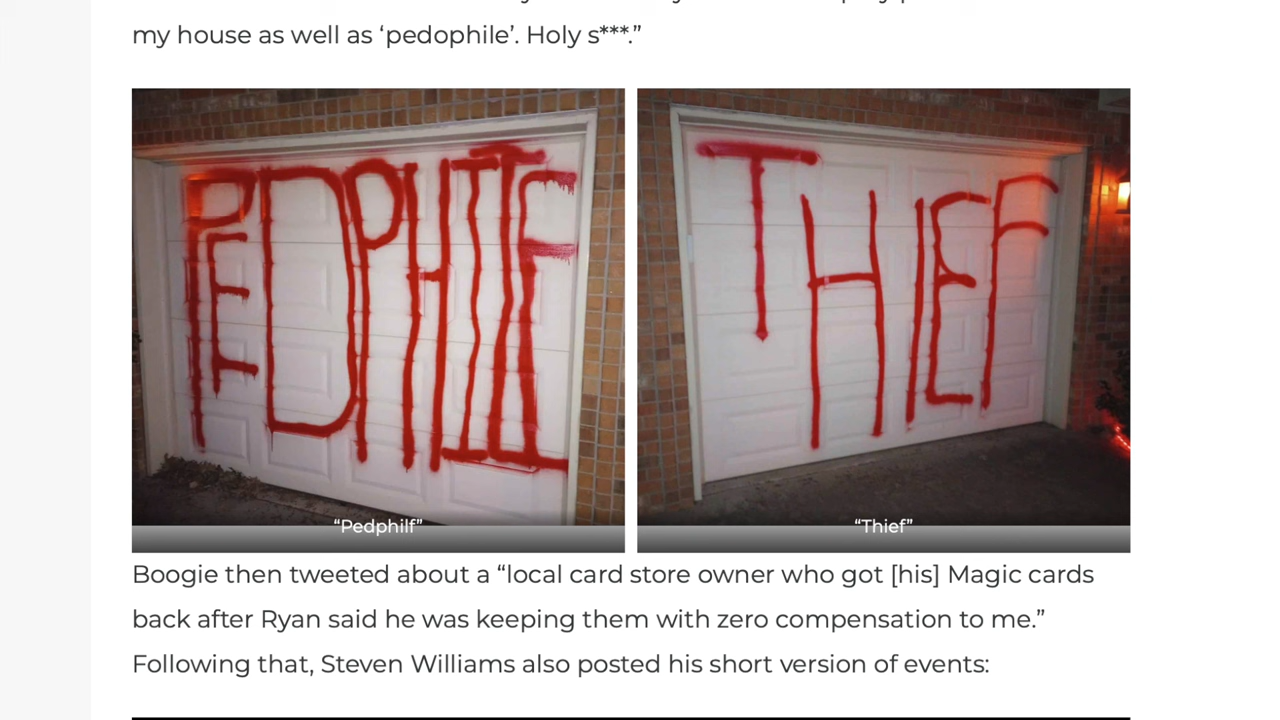 my house as well as ‘pedophile’. Holy s***.”
PEDPHILF
THIEF
“Pedphilf”
“Thief”
Boogie then tweeted about a “local card store owner who got [his] Magic cards
back after Ryan said he was keeping them with zero compensation to me.”
Following that, Steven Williams also posted his short version of events: